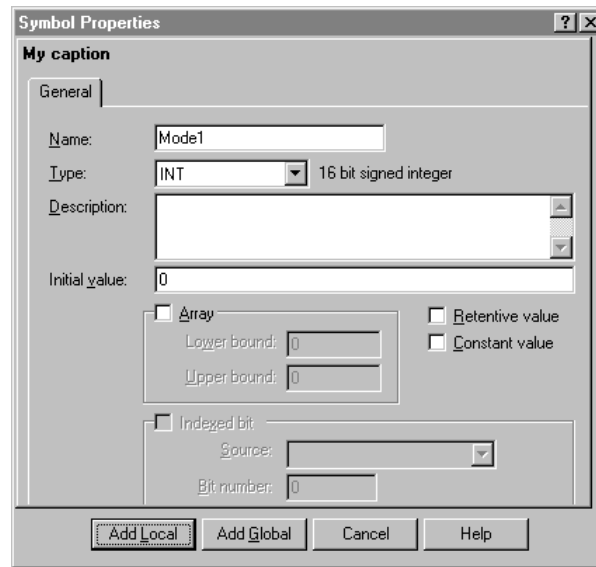 Symbol Properties
My caption
General
Name: Mode1
Type: INT 16 bit signed integer
Description:
Initial value: 0
Array
Retentive value
Lower bound: 0
Constant value
Upper bound: 0
Indexed bit
Source:
Bit number: 0
Add Local Add Global Cancel Help